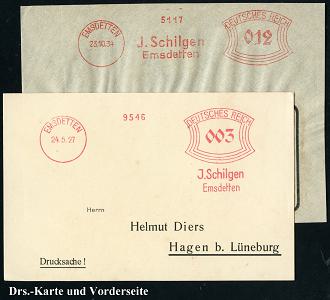 5117
EMSDETTEN
23.10.34
J. Schilgen
Emsdetten
DEUTSCHES REICH
012
EMSDETTEN
24.5.27
9546
DEUTSCHES REICH
003
J. Schilgen
Emsdetten
Herrn
Helmut Diers
Hagen b. Lüneburg
Drucksache!
Drs.-Karte und Vorderseite